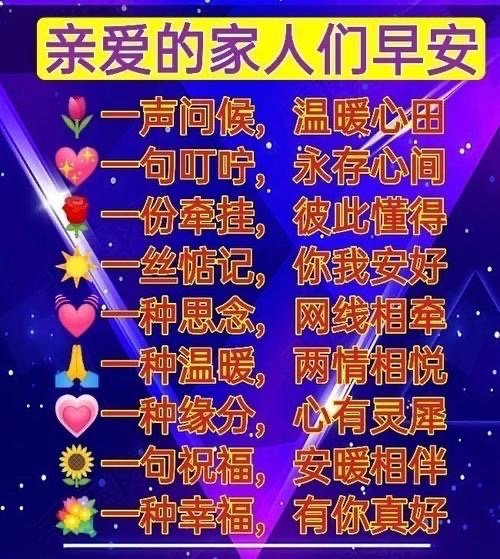 亲爱的家人们早安
一声问候，温暖心田
一句叮咛，永存心间
一份牵挂，彼此懂得
一丝惦记，你我安好
一种思念，网线相牵
一种温暖，两情相悦
一种缘分，心有灵犀
一句祝福，安暖相伴
一种幸福，有你真好